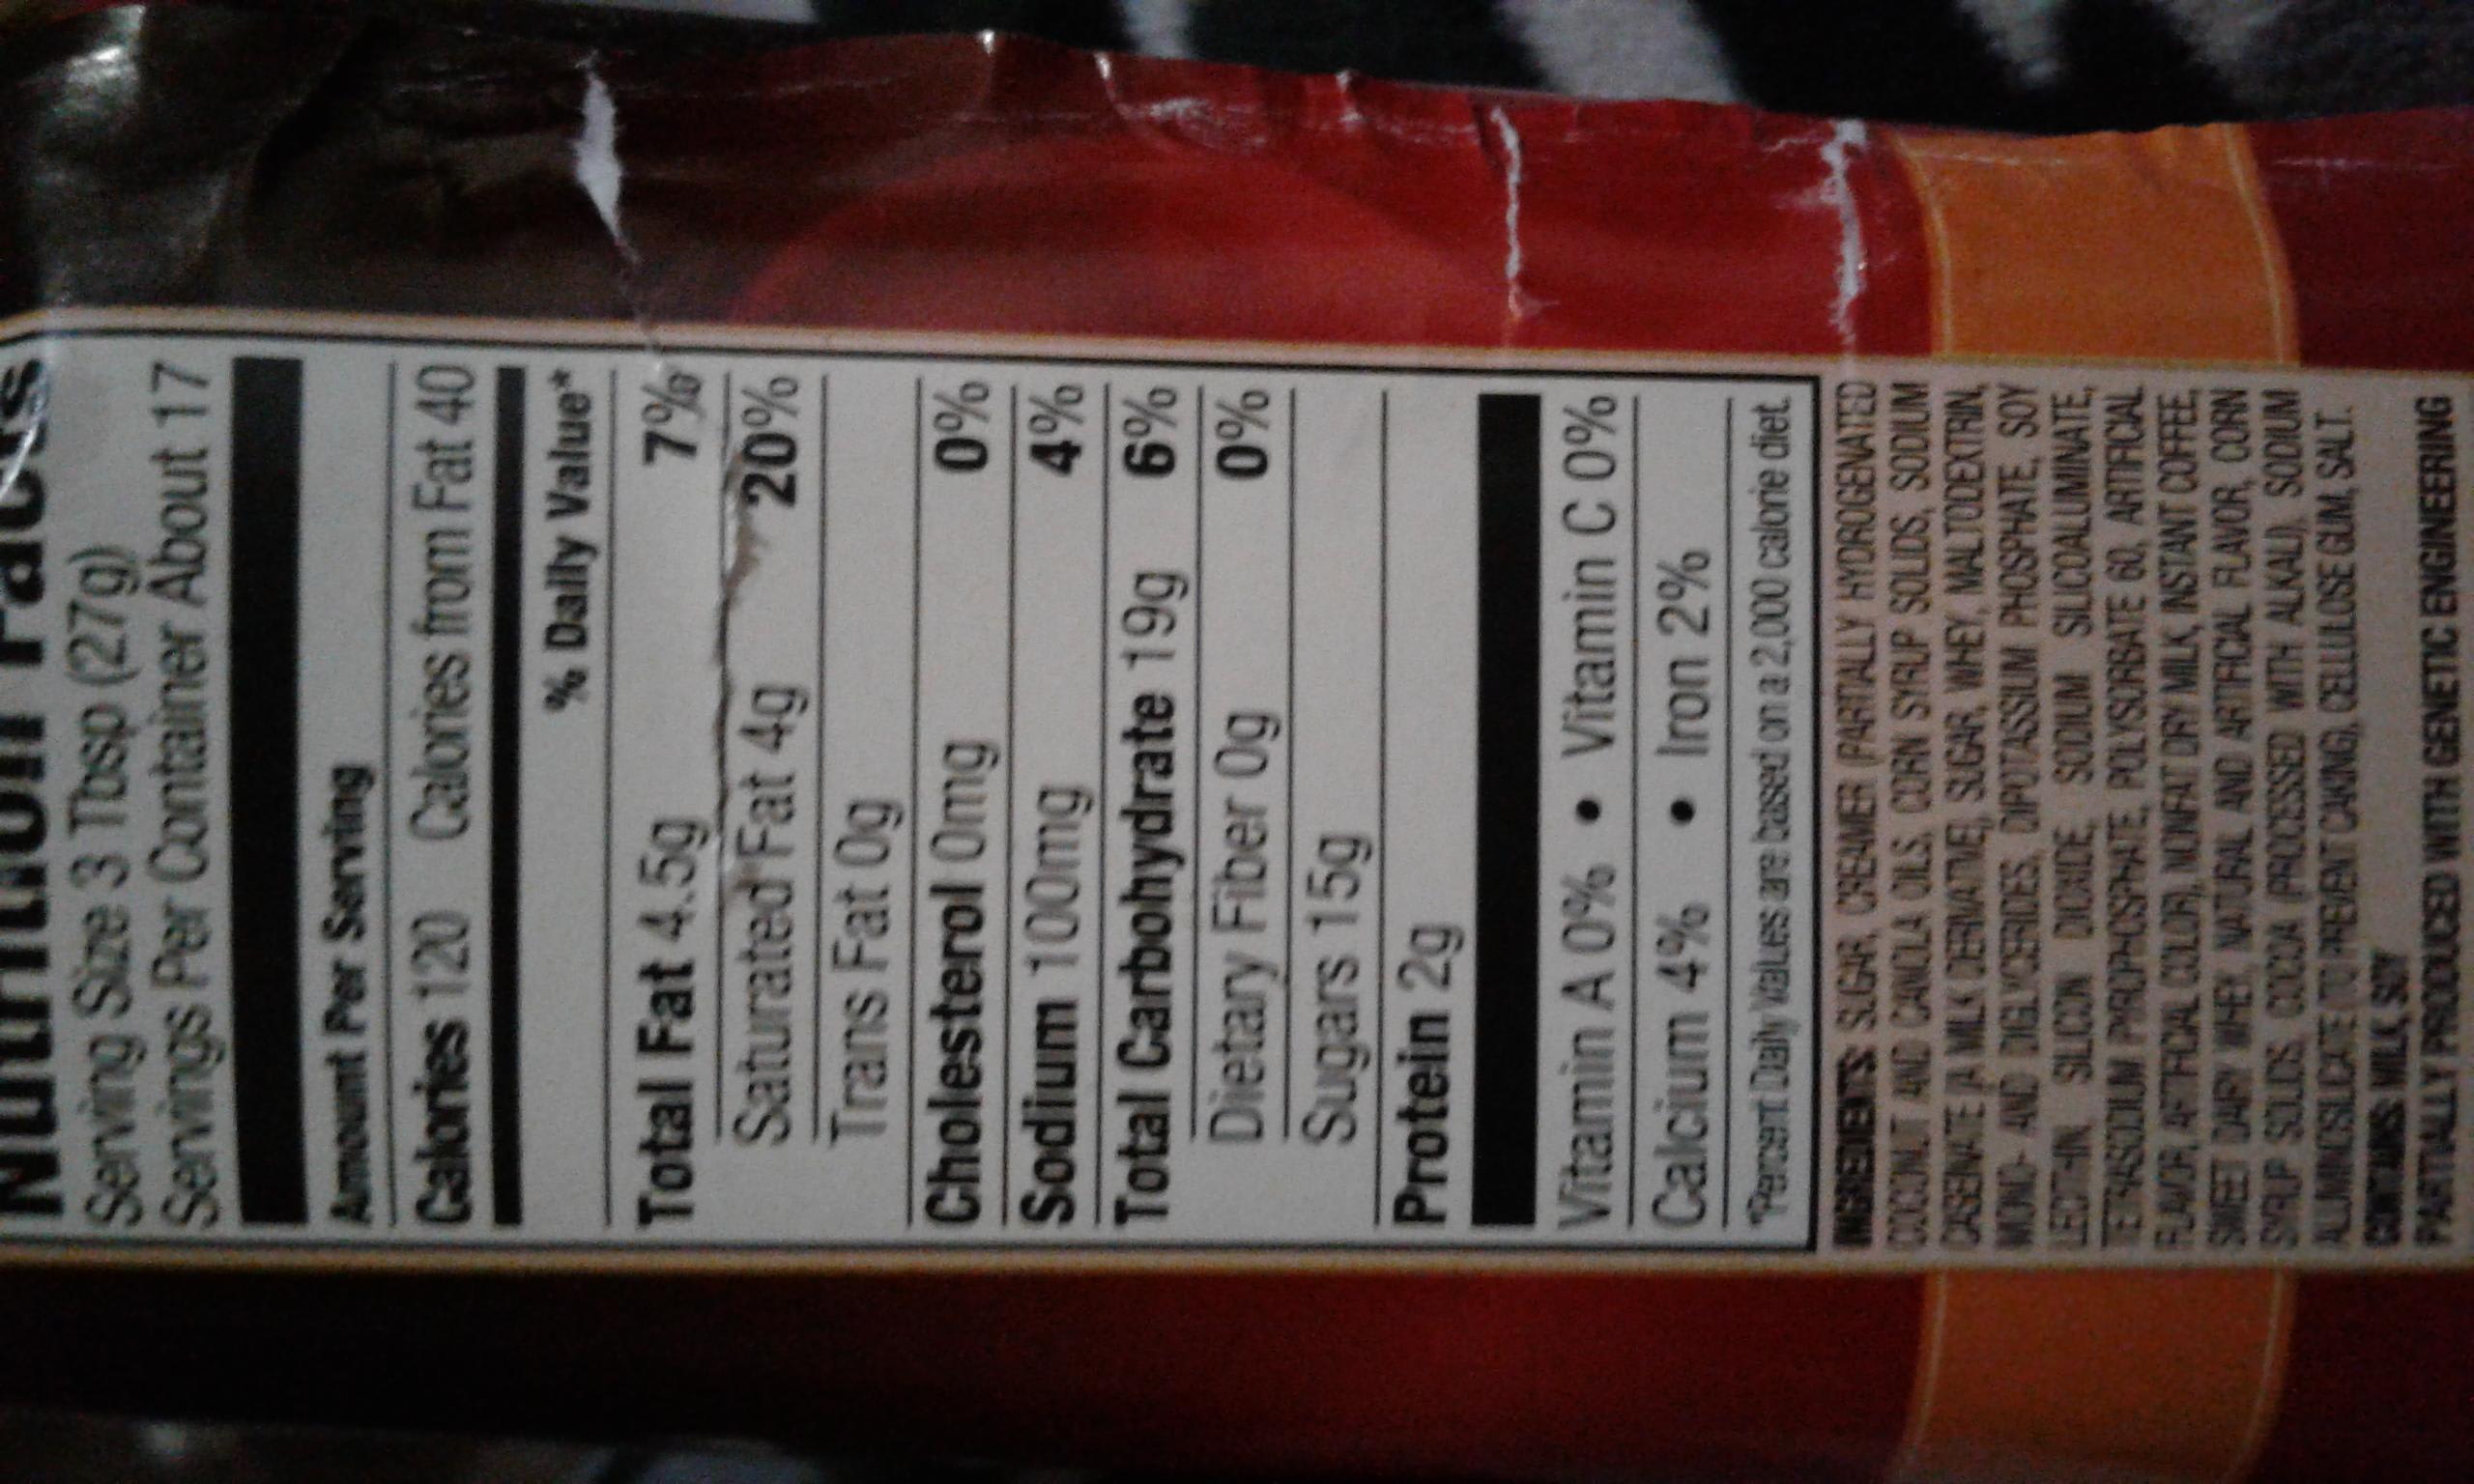 Nutrition Facts
Serving Size 3 Tbsp (27g)
Servings Per Container About 17
Amount Per Serving
Calories 120 Calories from Fat 40
% Daily Value*
Total Fat 4.5g 7%
Saturated Fat 4g 20%
Trans Fat 0g
Cholesterol 0mg 0%
Sodium 100mg 4%
Total Carbohydrate 19g 6%
Dietary Fiber 0g 0%
Sugars 15g
Protein 2g
Vitamin A 0% • Vitamin C 0%
Calcium 4% • Iron 2%
*Percent Daily Values are based on a 2,000 calorie diet.
INGREDIENTS: SUGAR, CREAMER (PARTIALLY HYDROGENATED
COCONUT AND CANOLA OILS, CORN SYRUP SOLIDS, SODIUM
CASEINATE [A MILK DERIVATIVE], SUGAR, WHEY, MALTODEXTRIN,
MONO- AND DIGLYCERIDES, DIPOTASSIUM PHOSPHATE, SOY
LECITHIN, SILICON DIOXIDE, SODIUM SILICOALUMINATE,
TETRASODIUM PYROPHOSPHATE, POLYSORBATE 60, ARTIFICIAL
FLAVOR, ARTIFICIAL COLOR), NONFAT DRY MILK, INSTANT COFFEE,
SWEET DAIRY WHEY, NATURAL AND ARTIFICIAL FLAVOR, CORN
SYRUP SOLIDS, COCOA (PROCESSED WITH ALKALI), SODIUM
ALUMINOSILICATE (TO PREVENT CAKING), CELLULOSE GUM, SALT.
CONTAINS: MILK, SOY
PARTIALLY PRODUCED WITH GENETIC ENGINEERING